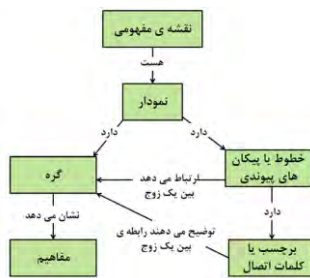 نقشه ی مفهومی
هست
نمودار
دارد
دارد
خطوط یا پیکان
های پیوندی
گره
ارتباط می دهد
بین یک زوج
نشان می دهد
دارد
توضیح می دهند رابطه ی
بین یک زوج
مفاهیم
برچسب یا
کلمات اتصال